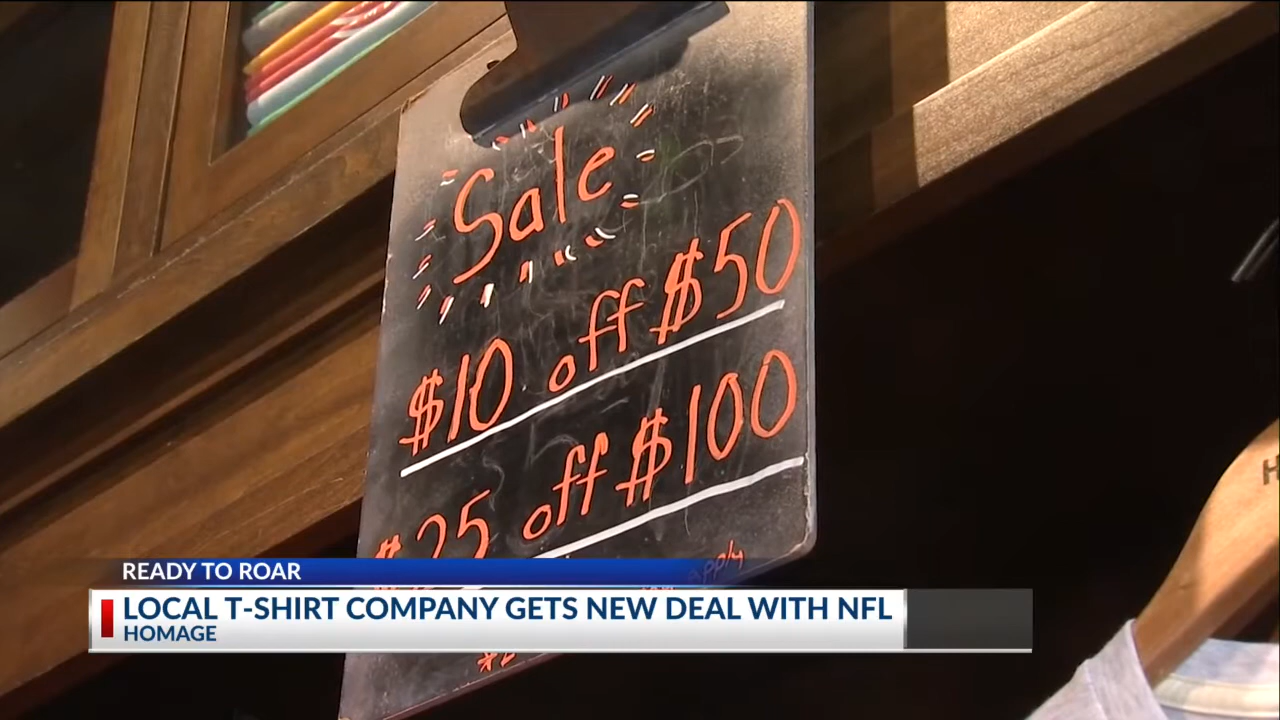 Sale
$10 off $50
$25 off $100
apply
READY TO ROAR
LOCAL T-SHIRT COMPANY GETS NEW DEAL WITH NFL
HOMAGE
H